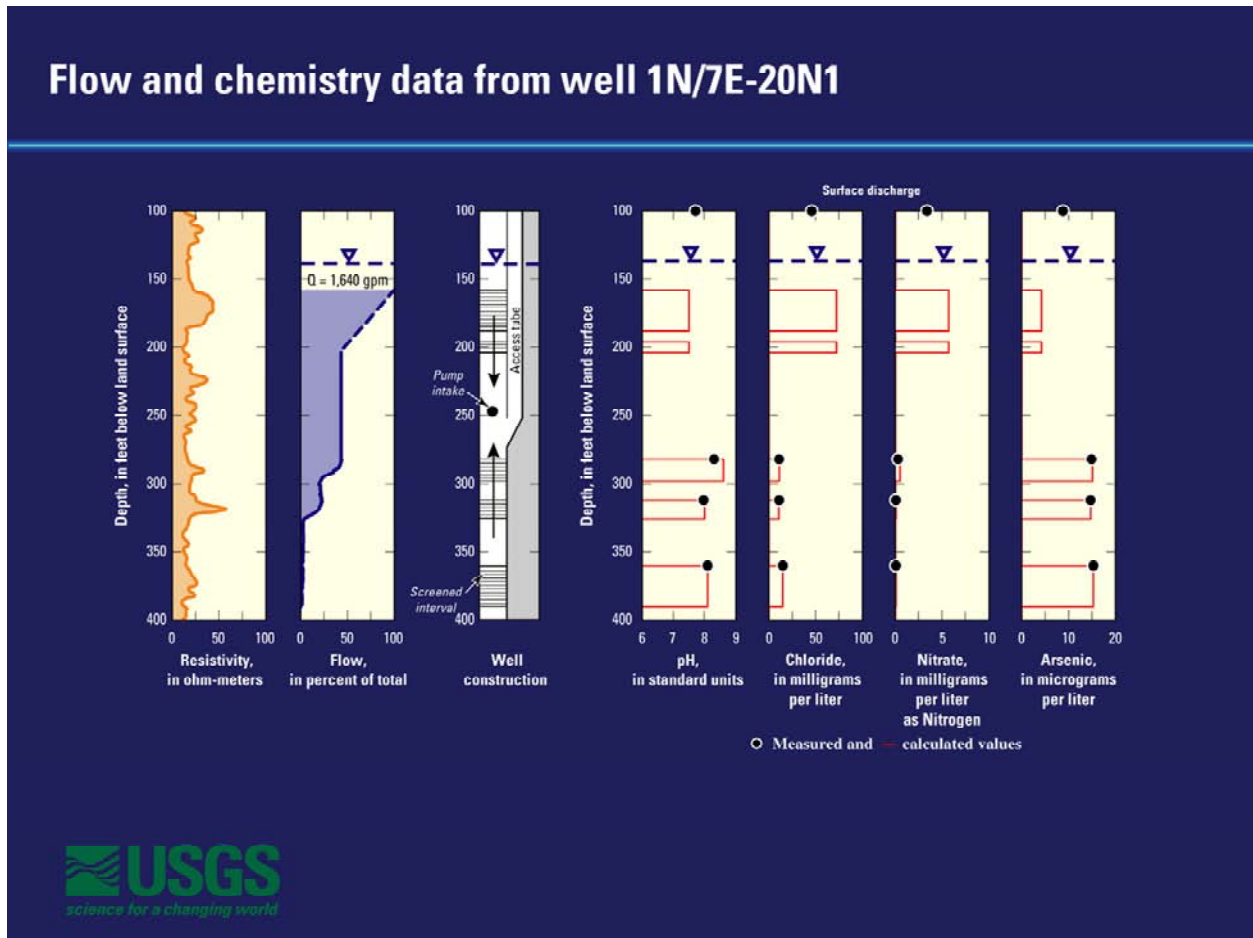 Flow and chemistry data from well 1N/7E-20N1
Surface discharge
Depth, in feet below land surface
100
150
200
250
300
350
400
0 50 100
Resistivity,
in ohm-meters
Q = 1,640 gpm
0 50 100
Flow,
in percent of total
100
150
200
250
300
350
400
Access tube
Pump
intake
Screened
interval
Well
construction
Depth, in feet below land surface
100
150
200
250
300
350
400
6 7 8 9
pH,
in standard units
0 50 100
Chloride,
in milligrams
per liter
0 5 10
Nitrate,
in milligrams
per liter
as Nitrogen
0 10 20
Arsenic,
in micrograms
per liter
Measured and — calculated values
USGS
science for a changing world